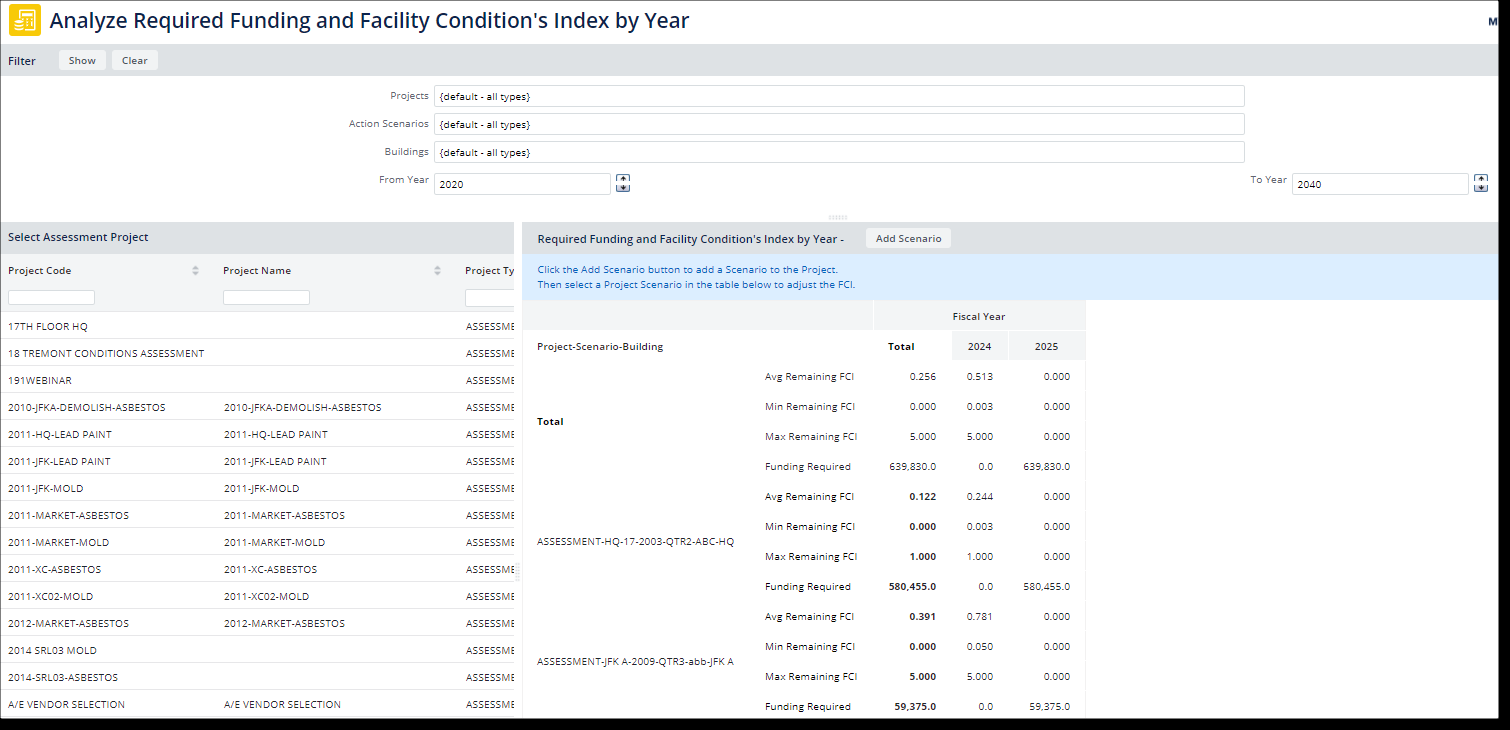 Analyze Required Funding and Facility Condition's Index by Year
M
Filter Show Clear
Projects {default - all types}
Action Scenarios {default - all types}
Buildings {default - all types}
From Year 2020 To Year 2040
Select Assessment Project
Project Code Project Name Project Ty
17TH FLOOR HQ ASSESSME
18 TREMONT CONDITIONS ASSESSMENT ASSESSME
191WEBINAR ASSESSME
2010-JFKA-DEMOLISH-ASBESTOS 2010-JFKA-DEMOLISH-ASBESTOS ASSESSME
2011-HQ-LEAD PAINT 2011-HQ-LEAD PAINT ASSESSME
2011-JFK-LEAD PAINT 2011-JFK-LEAD PAINT ASSESSME
2011-JFK-MOLD 2011-JFK-MOLD ASSESSME
2011-MARKET-ASBESTOS 2011-MARKET-ASBESTOS ASSESSME
2011-MARKET-MOLD 2011-MARKET-MOLD ASSESSME
2011-XC-ASBESTOS 2011-XC-ASBESTOS ASSESSME
2011-XC02-MOLD 2011-XC02-MOLD ASSESSME
2012-MARKET-ASBESTOS 2012-MARKET-ASBESTOS ASSESSME
2014 SRL03 MOLD ASSESSME
2014-SRL03-ASBESTOS ASSESSME
A/E VENDOR SELECTION A/E VENDOR SELECTION ASSESSME
Required Funding and Facility Condition's Index by Year - Add Scenario
Click the Add Scenario button to add a Scenario to the Project.
Then select a Project Scenario in the table below to adjust the FCI.
Fiscal Year
Project-Scenario-Building Total 2024 2025
Avg Remaining FCI 0.256 0.513 0.000
Min Remaining FCI 0.000 0.003 0.000
Total
Max Remaining FCI 5.000 5.000 0.000
Funding Required 639,830.0 0.0 639,830.0
Avg Remaining FCI 0.122 0.244 0.000
Min Remaining FCI 0.000 0.003 0.000
ASSESSMENT-HQ-17-2003-QTR2-ABC-HQ
Max Remaining FCI 1.000 1.000 0.000
Funding Required 580,455.0 0.0 580,455.0
Avg Remaining FCI 0.391 0.781 0.000
Min Remaining FCI 0.000 0.050 0.000
ASSESSMENT-JFK A-2009-QTR3-abb-JFK A
Max Remaining FCI 5.000 5.000 0.000
Funding Required 59,375.0 0.0 59,375.0